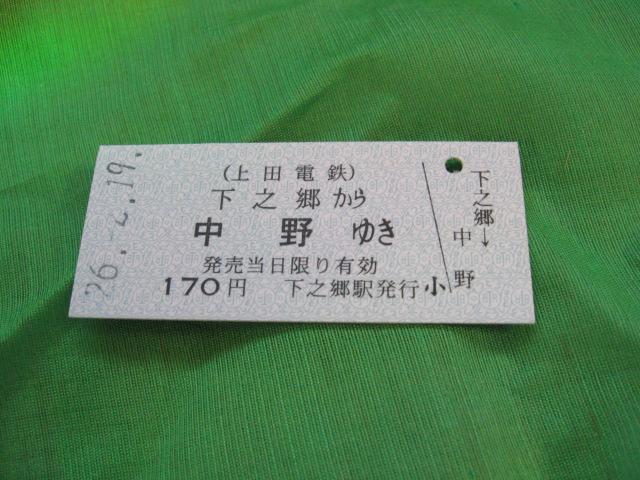 26.-2.19.
(上田電鉄)
下之郷から
中野ゆき
発売当日限り有効
170円 下之郷駅発行 小
下之郷→
中野